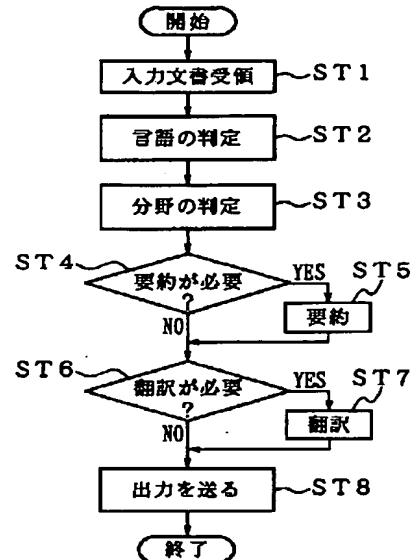 開始
入力文書受領 ST1
言語の判定 ST2
分野の判定 ST3
ST4 要約が必要 YES ST5
?
要約
NO
ST6 翻訳が必要 YES ST7
?
翻訳
NO
出力を送る ST8
終了